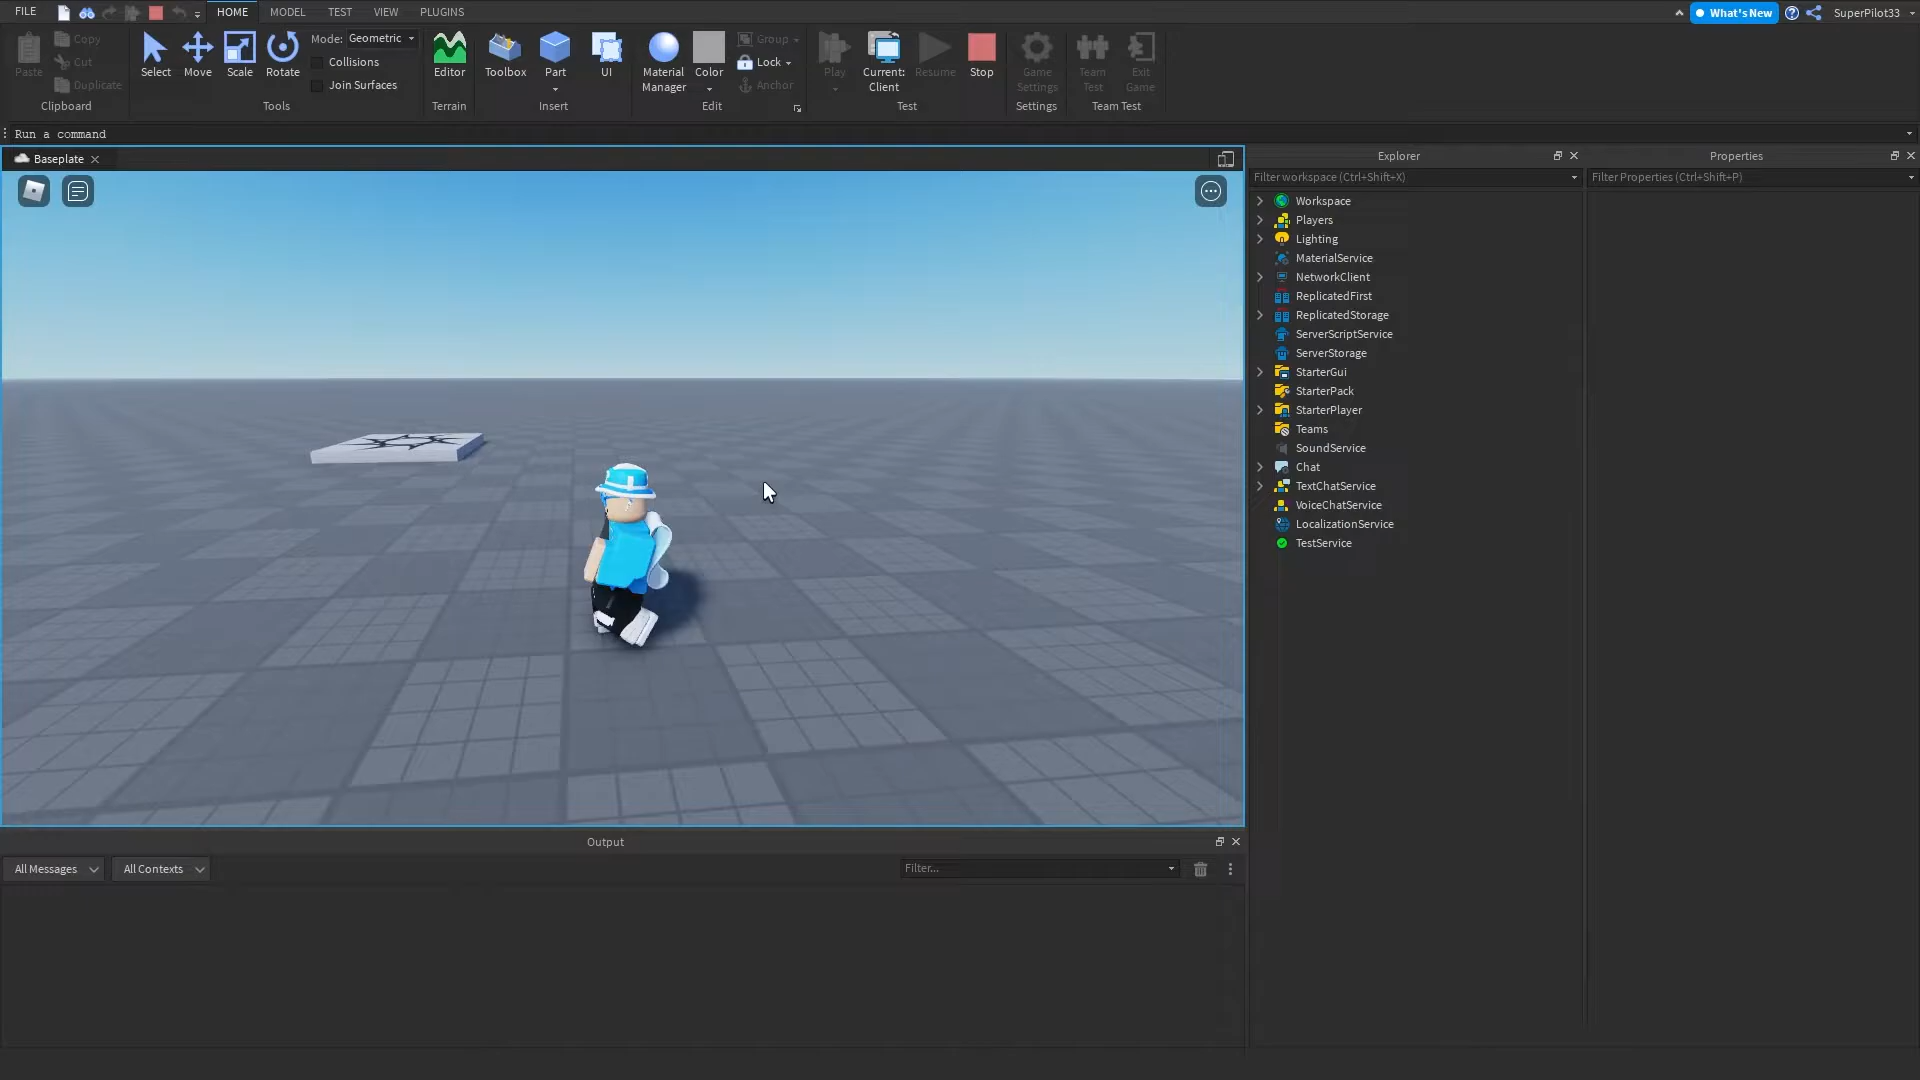 FILE
HOME
MODEL
TEST
VIEW
PLUGINS
What's New
SuperPilot33
Paste
Copy
Cut
Duplicate
Clipboard
Select
Move
Scale
Rotate
Mode: Geometric
Collisions
Join Surfaces
Tools
Editor
Terrain
Toolbox
Part
UI
Insert
Material
Manager
Color
Group
Lock
Anchor
Edit
Play
Current:
Client
Resume
Stop
Test
Game
Settings
Settings
Team
Test
Exit
Game
Team Test
Run a command
Baseplate
Explorer
Filter workspace (Ctrl+Shift+X)
Workspace
Players
Lighting
MaterialService
NetworkClient
ReplicatedFirst
ReplicatedStorage
ServerScriptService
ServerStorage
StarterGui
StarterPack
StarterPlayer
Teams
SoundService
Chat
TextChatService
VoiceChatService
LocalizationService
TestService
Properties
Filter Properties (Ctrl+Shift+P)
Output
All Messages
All Contexts
Filter...